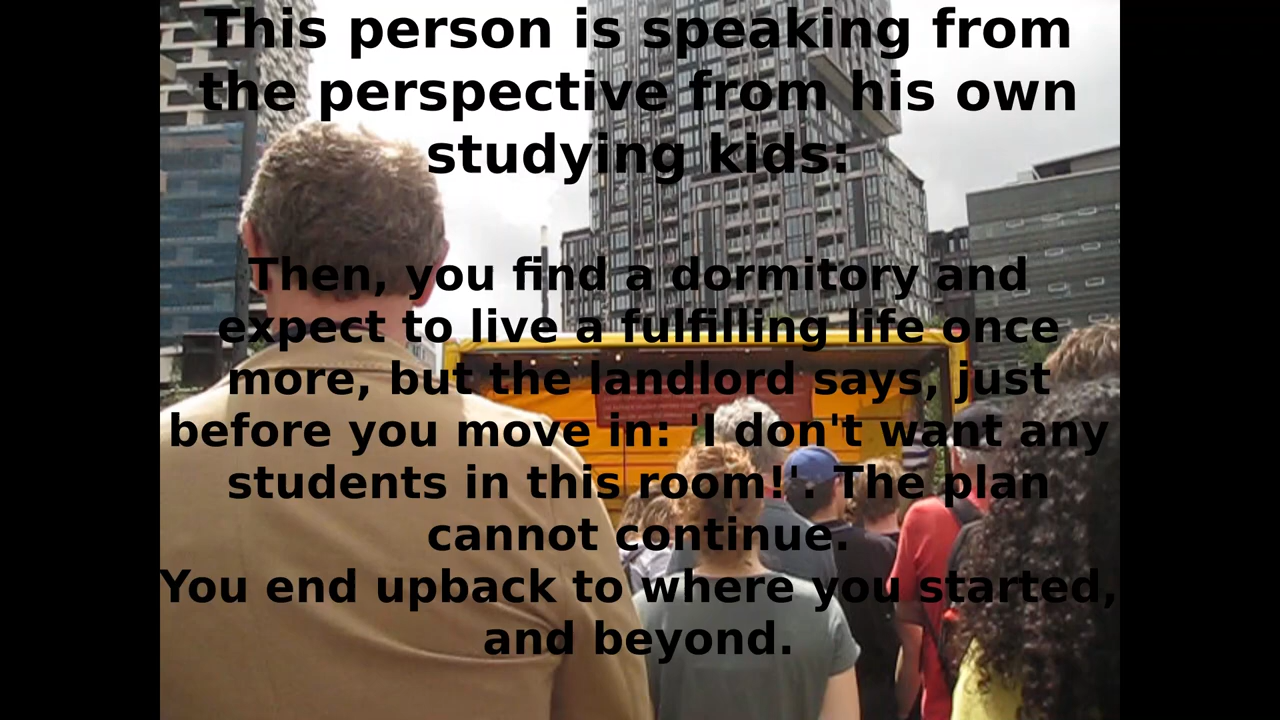 This person is speaking from
the perspective from his own
studying kids:
Then, you find a dormitory and
expect to live a fulfilling life once
more, but the landlord says, just
before you move in: 'I don't want any
students in this room!'. The plan
cannot continue.
You end upback to where you started,
and beyond.